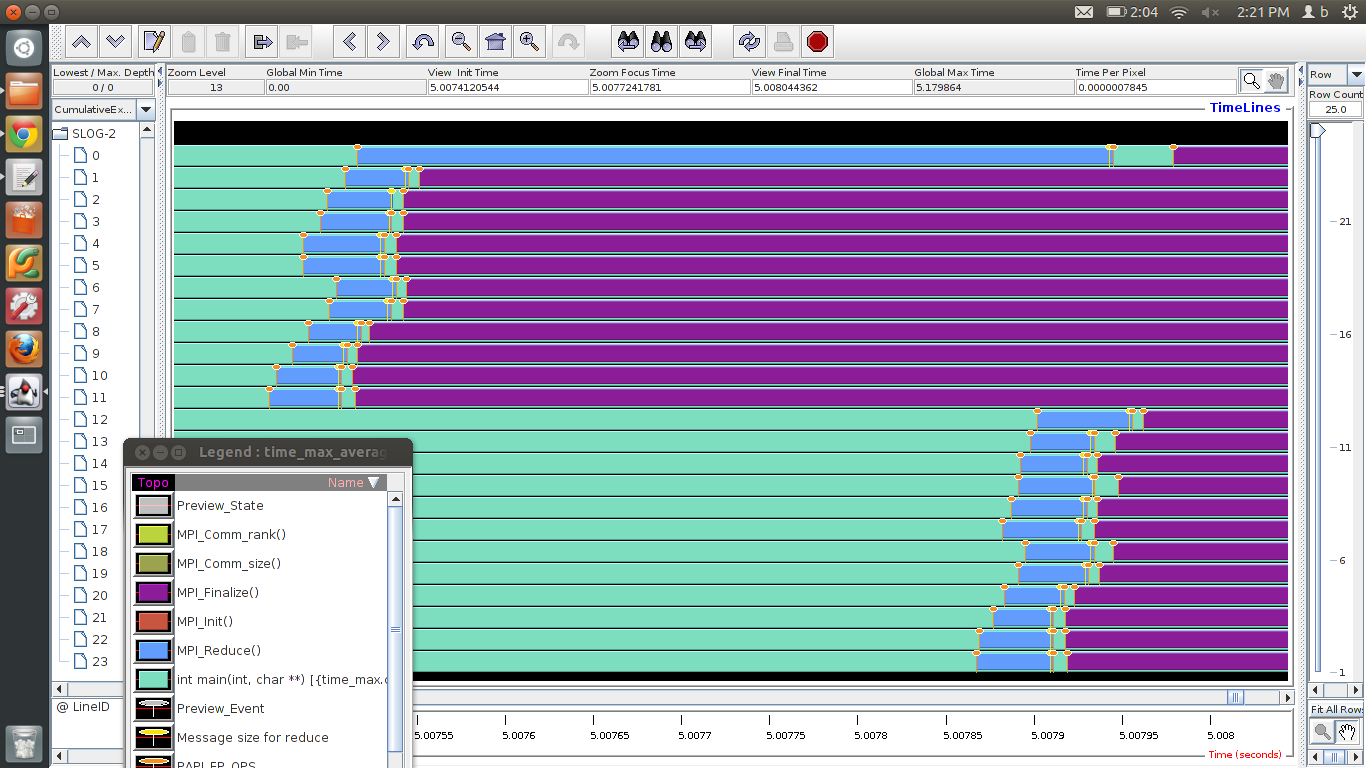 2:04
2:21 PM
b
Lowest / Max. Depth
Zoom Level
Global Min Time
View Init Time
Zoom Focus Time
View Final Time
Global Max Time
Time Per Pixel
Row
0 / 0
13
0.00
5.0074120544
5.0077241781
5.008044362
5.179864
0.0000007845
Row Count
CumulativeEx...
TimeLines
25.0
SLOG-2
0
1
2
3
4
5
6
7
8
9
10
11
12
13
14
15
16
17
18
19
20
21
22
23
@ LineID
21
16
11
6
1
Fit All Rows
Legend : time_max_averag
Topo
Name
Preview_State
MPI_Comm_rank()
MPI_Comm_size()
MPI_Finalize()
MPI_Init()
MPI_Reduce()
int main(int, char **) [{time_max.c
Preview_Event
Message size for reduce
PAPI_FP_OPS
5.00755
5.0076
5.00765
5.0077
5.00775
5.0078
5.00785
5.0079
5.00795
5.008
Time (seconds)